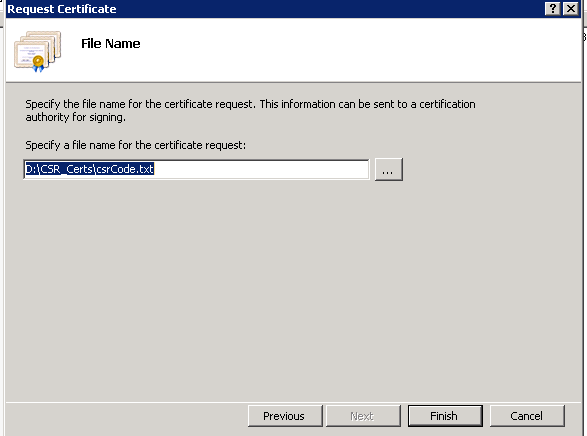 Request Certificate
File Name
Specify the file name for the certificate request. This information can be sent to a certification
authority for signing.
Specify a file name for the certificate request:
D:\CSR_Certs\csrCode.txt
...
Previous
Next
Finish
Cancel